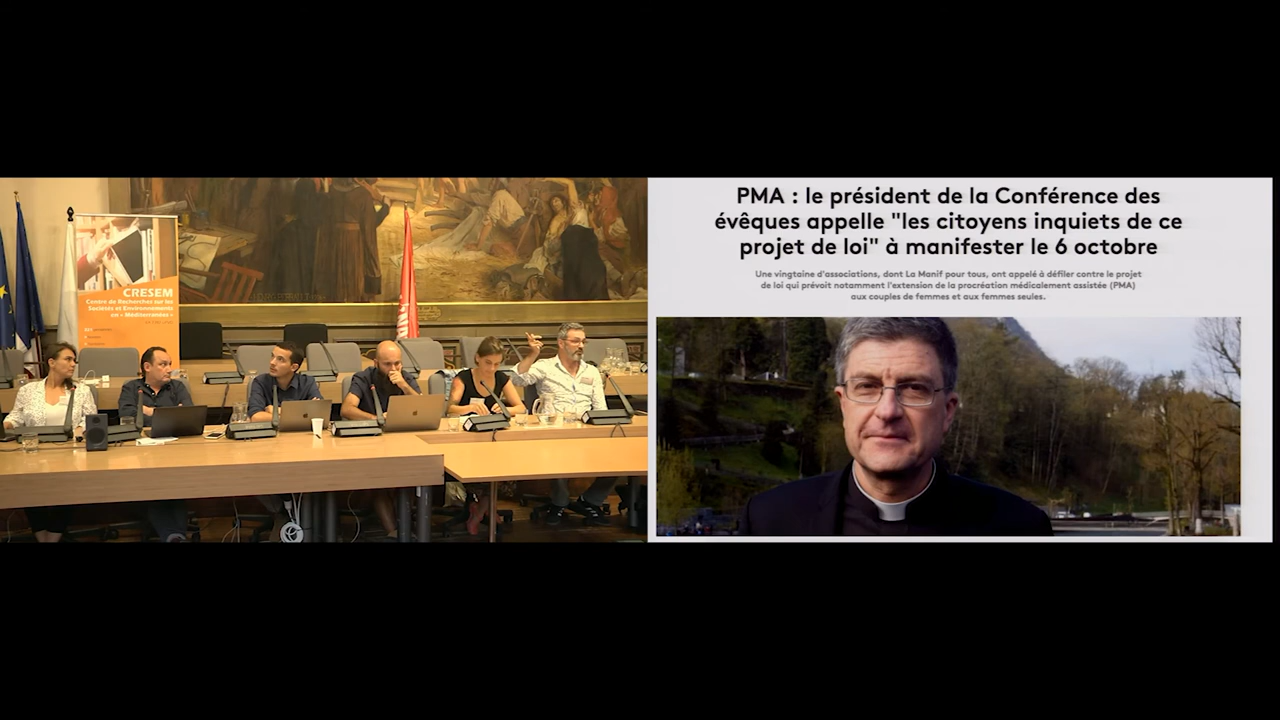 CRESEM
Centre de Recherches sur les
Sociétés et Environnements
en « Méditerranées »
PMA : le président de la Conférence des
évêques appelle "les citoyens inquiets de ce
projet de loi" à manifester le 6 octobre
Une vingtaine d'associations, dont La Manif pour tous, ont appelé à défiler contre le projet
de loi qui prévoit notamment l'extension de la procréation médicalement assistée (PMA)
aux couples de femmes et aux femmes seules.